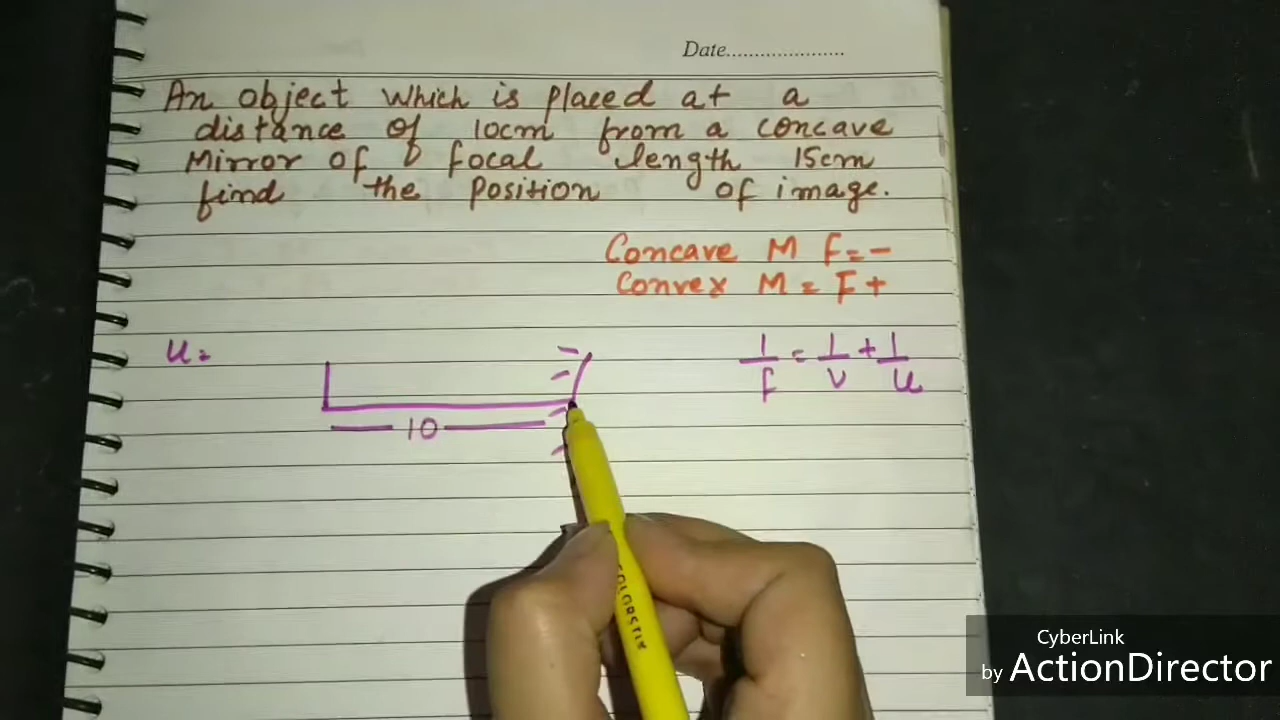 Date.....................
An object which is placed at a
distance of 10cm from a concave
Mirror of focal length 15cm
find the position of image.
Concave M F = -
Convex M = F +
u =
1/F = 1/v + 1/u
10
COLORSTIX
CyberLink
by ActionDirector